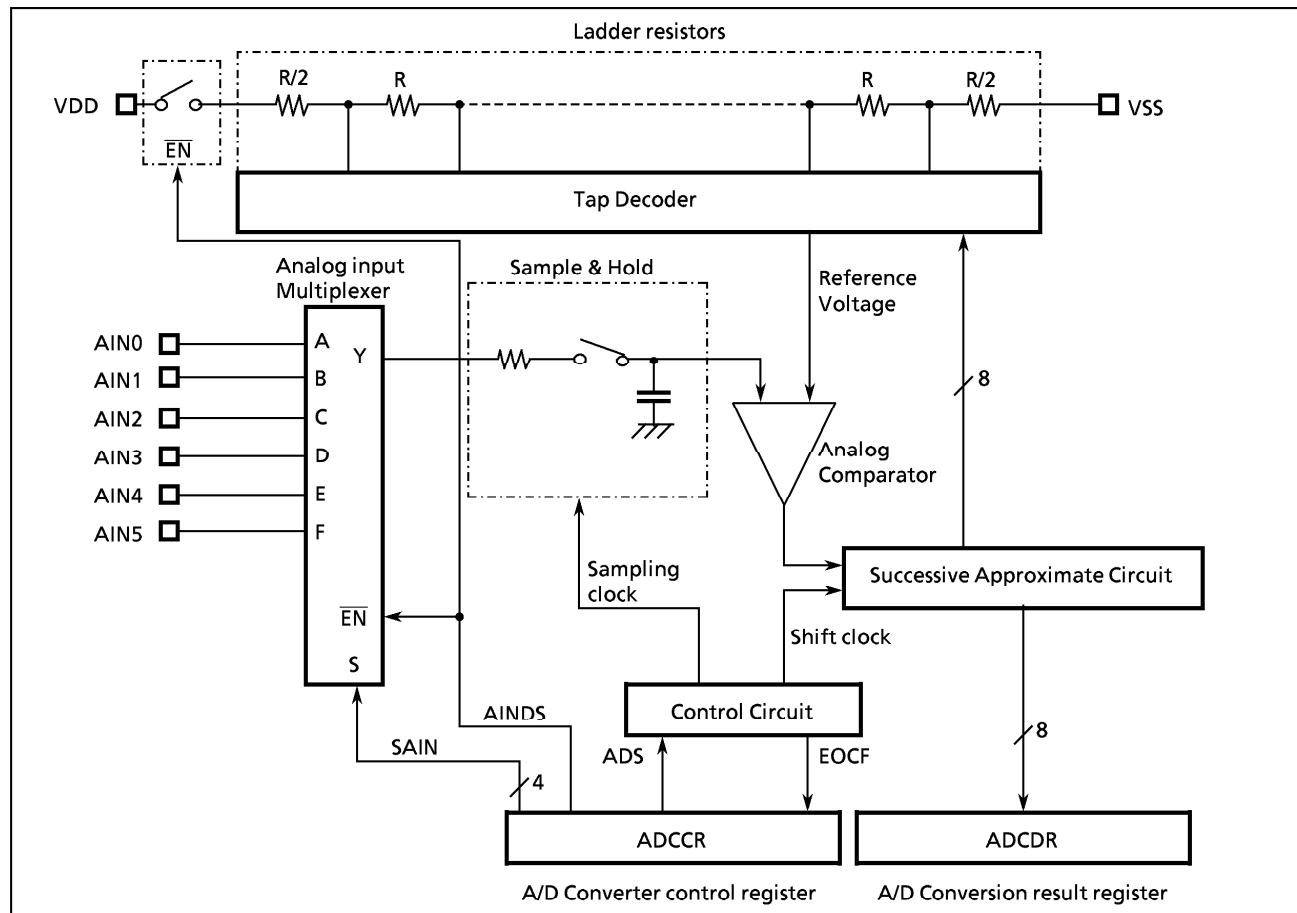 Ladder resistors
R/2
R
R
R/2
VDD
VSS
EN
Tap Decoder
Analog input
Multiplexer
Sample & Hold
Reference
Voltage
AIN0
A
Y
AIN1
B
8
AIN2
C
AIN3
D
Analog
Comparator
AIN4
E
AIN5
F
Sampling
clock
Successive Approximate Circuit
EN
Shift clock
S
AINDS
Control Circuit
SAIN
ADS
EOCF
8
4
ADCCR
ADCDR
A/D Converter control register
A/D Conversion result register